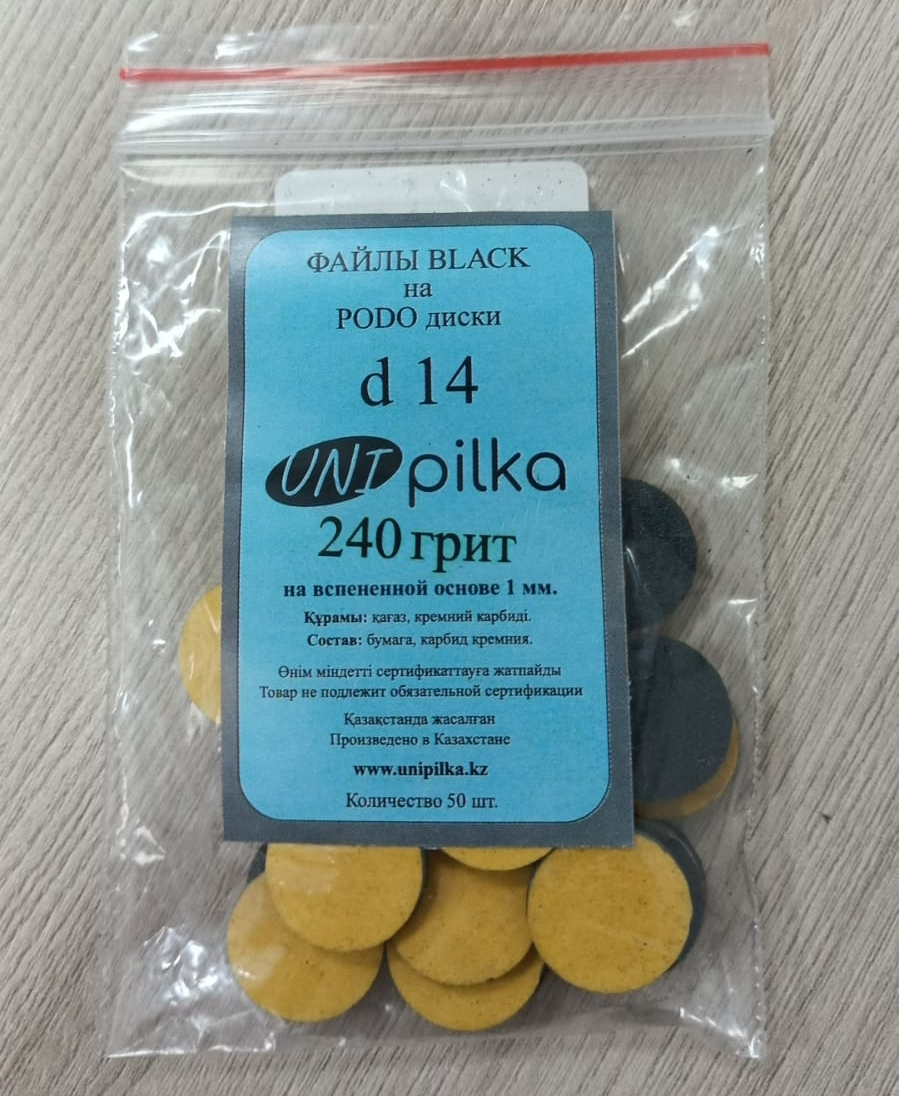 ФАЙЛЫ BLACK
на
PODO диски
d 14
UNI pilka
240 грит
на вспененной основе 1 мм.
Құрамы: қағаз, кремний карбиді.
Состав: бумага, карбид кремния.
Өнім міндетті сертификаттауға жатпайды
Товар не подлежит обязательной сертификации
Қазақстанда жасалған
Произведено в Казахстане
www.unipilka.kz
Количество 50 шт.